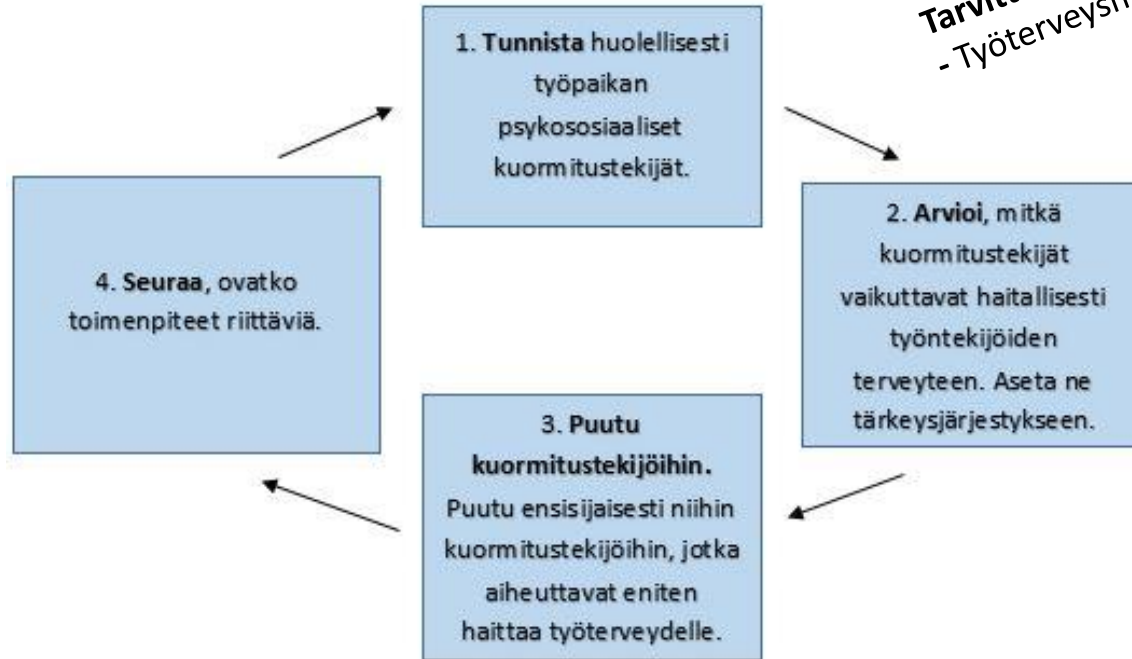 1. Tunnista huolellisesti
työpaikan
psykososiaaliset
kuormitustekijät.
2. Arvioi, mitkä
kuormitustekijät
vaikuttavat haitallisesti
työntekijöiden
terveyteen. Aseta ne
tärkeysjärjestykseen.
3. Puutu
kuormitustekijöihin.
Puutu ensisijaisesti niihin
kuormitustekijöihin, jotka
aiheuttavat eniten
haittaa työterveydelle.
4. Seuraa, ovatko
toimenpiteet riittäviä.